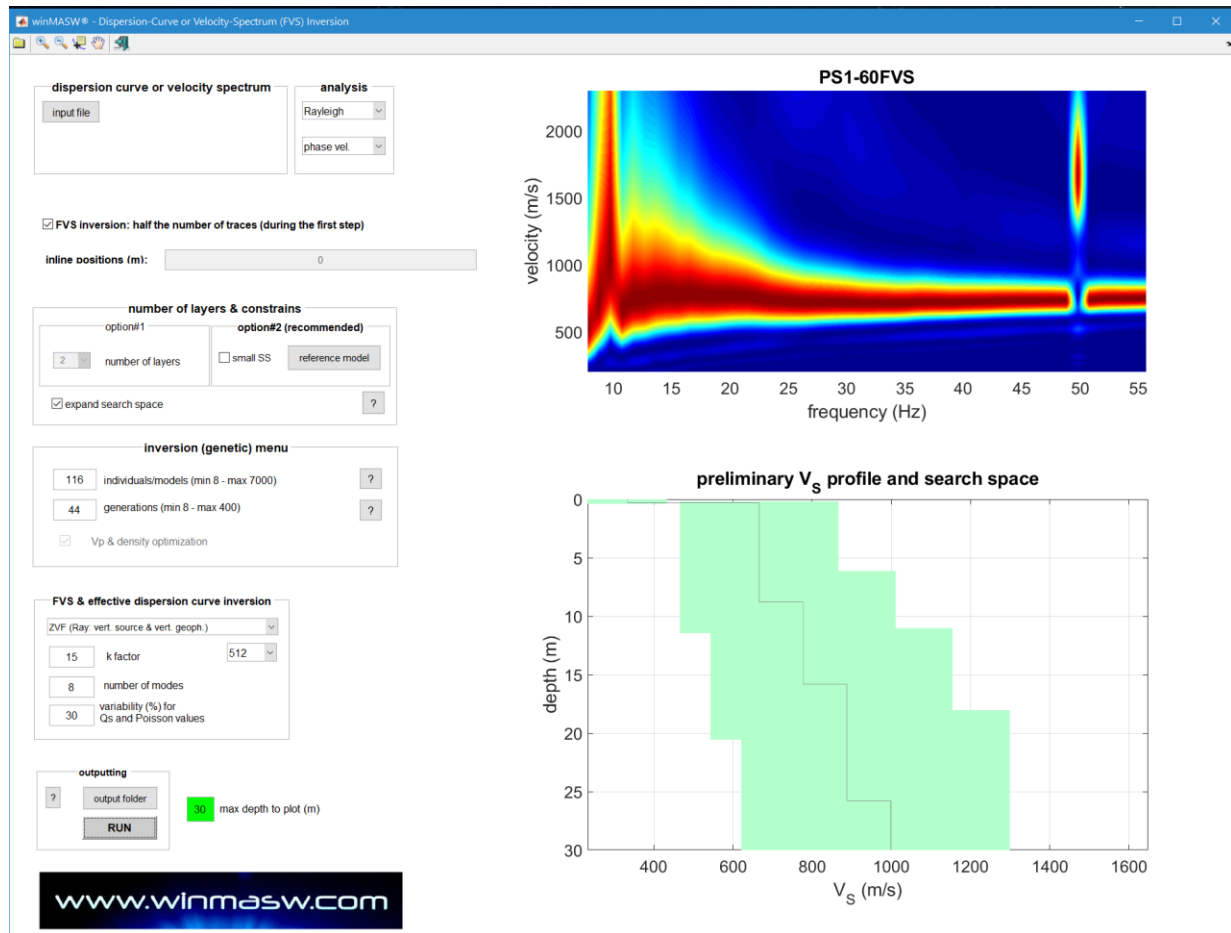 winMASW® - Dispersion-Curve or Velocity-Spectrum (FVS) Inversion
dispersion curve or velocity spectrum
input file
analysis
Rayleigh
phase vel.
FVS inversion: half the number of traces (during the first step)
inline positions (m):
0
number of layers & constrains
option#1
2
number of layers
option#2 (recommended)
small SS
reference model
expand search space
?
inversion (genetic) menu
116
individuals/models (min 8 - max 7000)
?
44
generations (min 8 - max 400)
?
Vp & density optimization
FVS & effective dispersion curve inversion
ZVF (Ray: vert. source & vert. geoph.)
15
k factor
512
8
number of modes
30
variability (%) for
Qs and Poisson values
outputting
?
output folder
RUN
30
max depth to plot (m)
www.winmasw.com
PS1-60FVS
velocity (m/s)
2000
1500
1000
500
10 15 20 25 30 35 40 45 50 55
frequency (Hz)
preliminary VS profile and search space
depth (m)
0
5
10
15
20
25
30
400 600 800 1000 1200 1400 1600
VS (m/s)